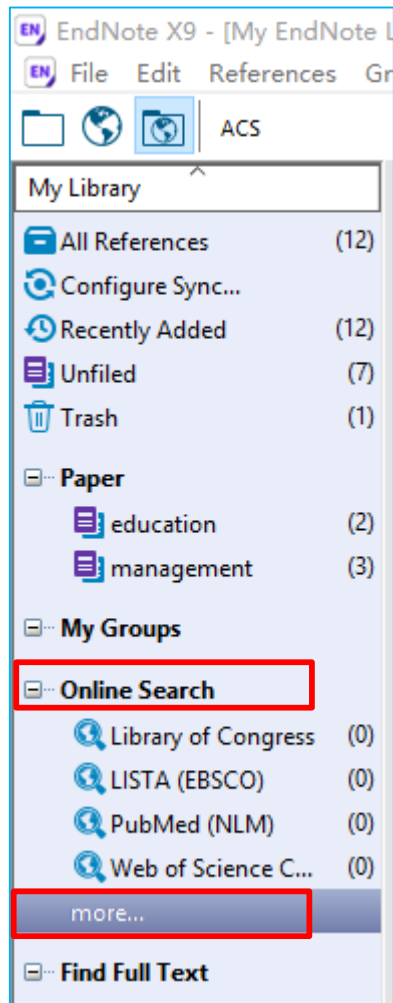 EN EndNote X9 - [My EndNote L
EN File Edit References Gr
ACS
My Library
All References (12)
Configure Sync...
Recently Added (12)
Unfiled (7)
Trash (1)
Paper
education (2)
management (3)
My Groups
Online Search
Library of Congress (0)
LISTA (EBSCO) (0)
PubMed (NLM) (0)
Web of Science C... (0)
more...
Find Full Text